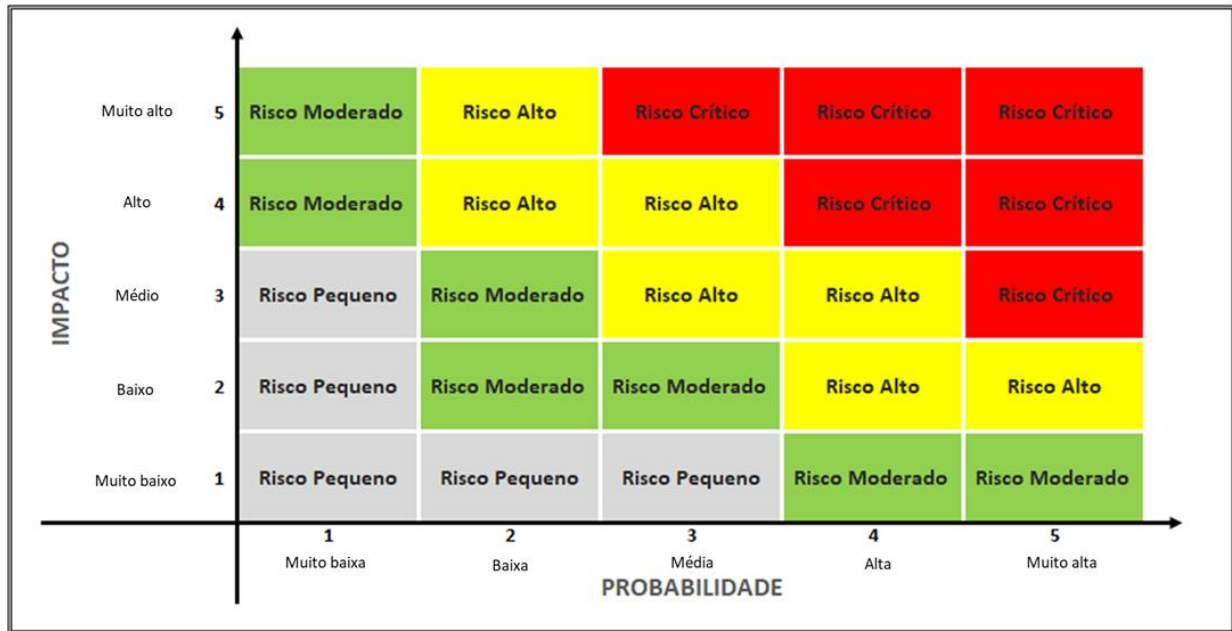 Muito alto 5 Risco Moderado Risco Alto Risco Crítico Risco Crítico Risco Crítico
Alto 4 Risco Moderado Risco Alto Risco Alto Risco Crítico Risco Crítico
IMPACTO
Médio 3 Risco Pequeno Risco Moderado Risco Alto Risco Alto Risco Crítico
Baixo 2 Risco Pequeno Risco Moderado Risco Moderado Risco Alto Risco Alto
Muito baixo 1 Risco Pequeno Risco Pequeno Risco Pequeno Risco Moderado Risco Moderado
1 2 3 4 5
Muito baixa Baixa Média Alta Muito alta
PROBABILIDADE